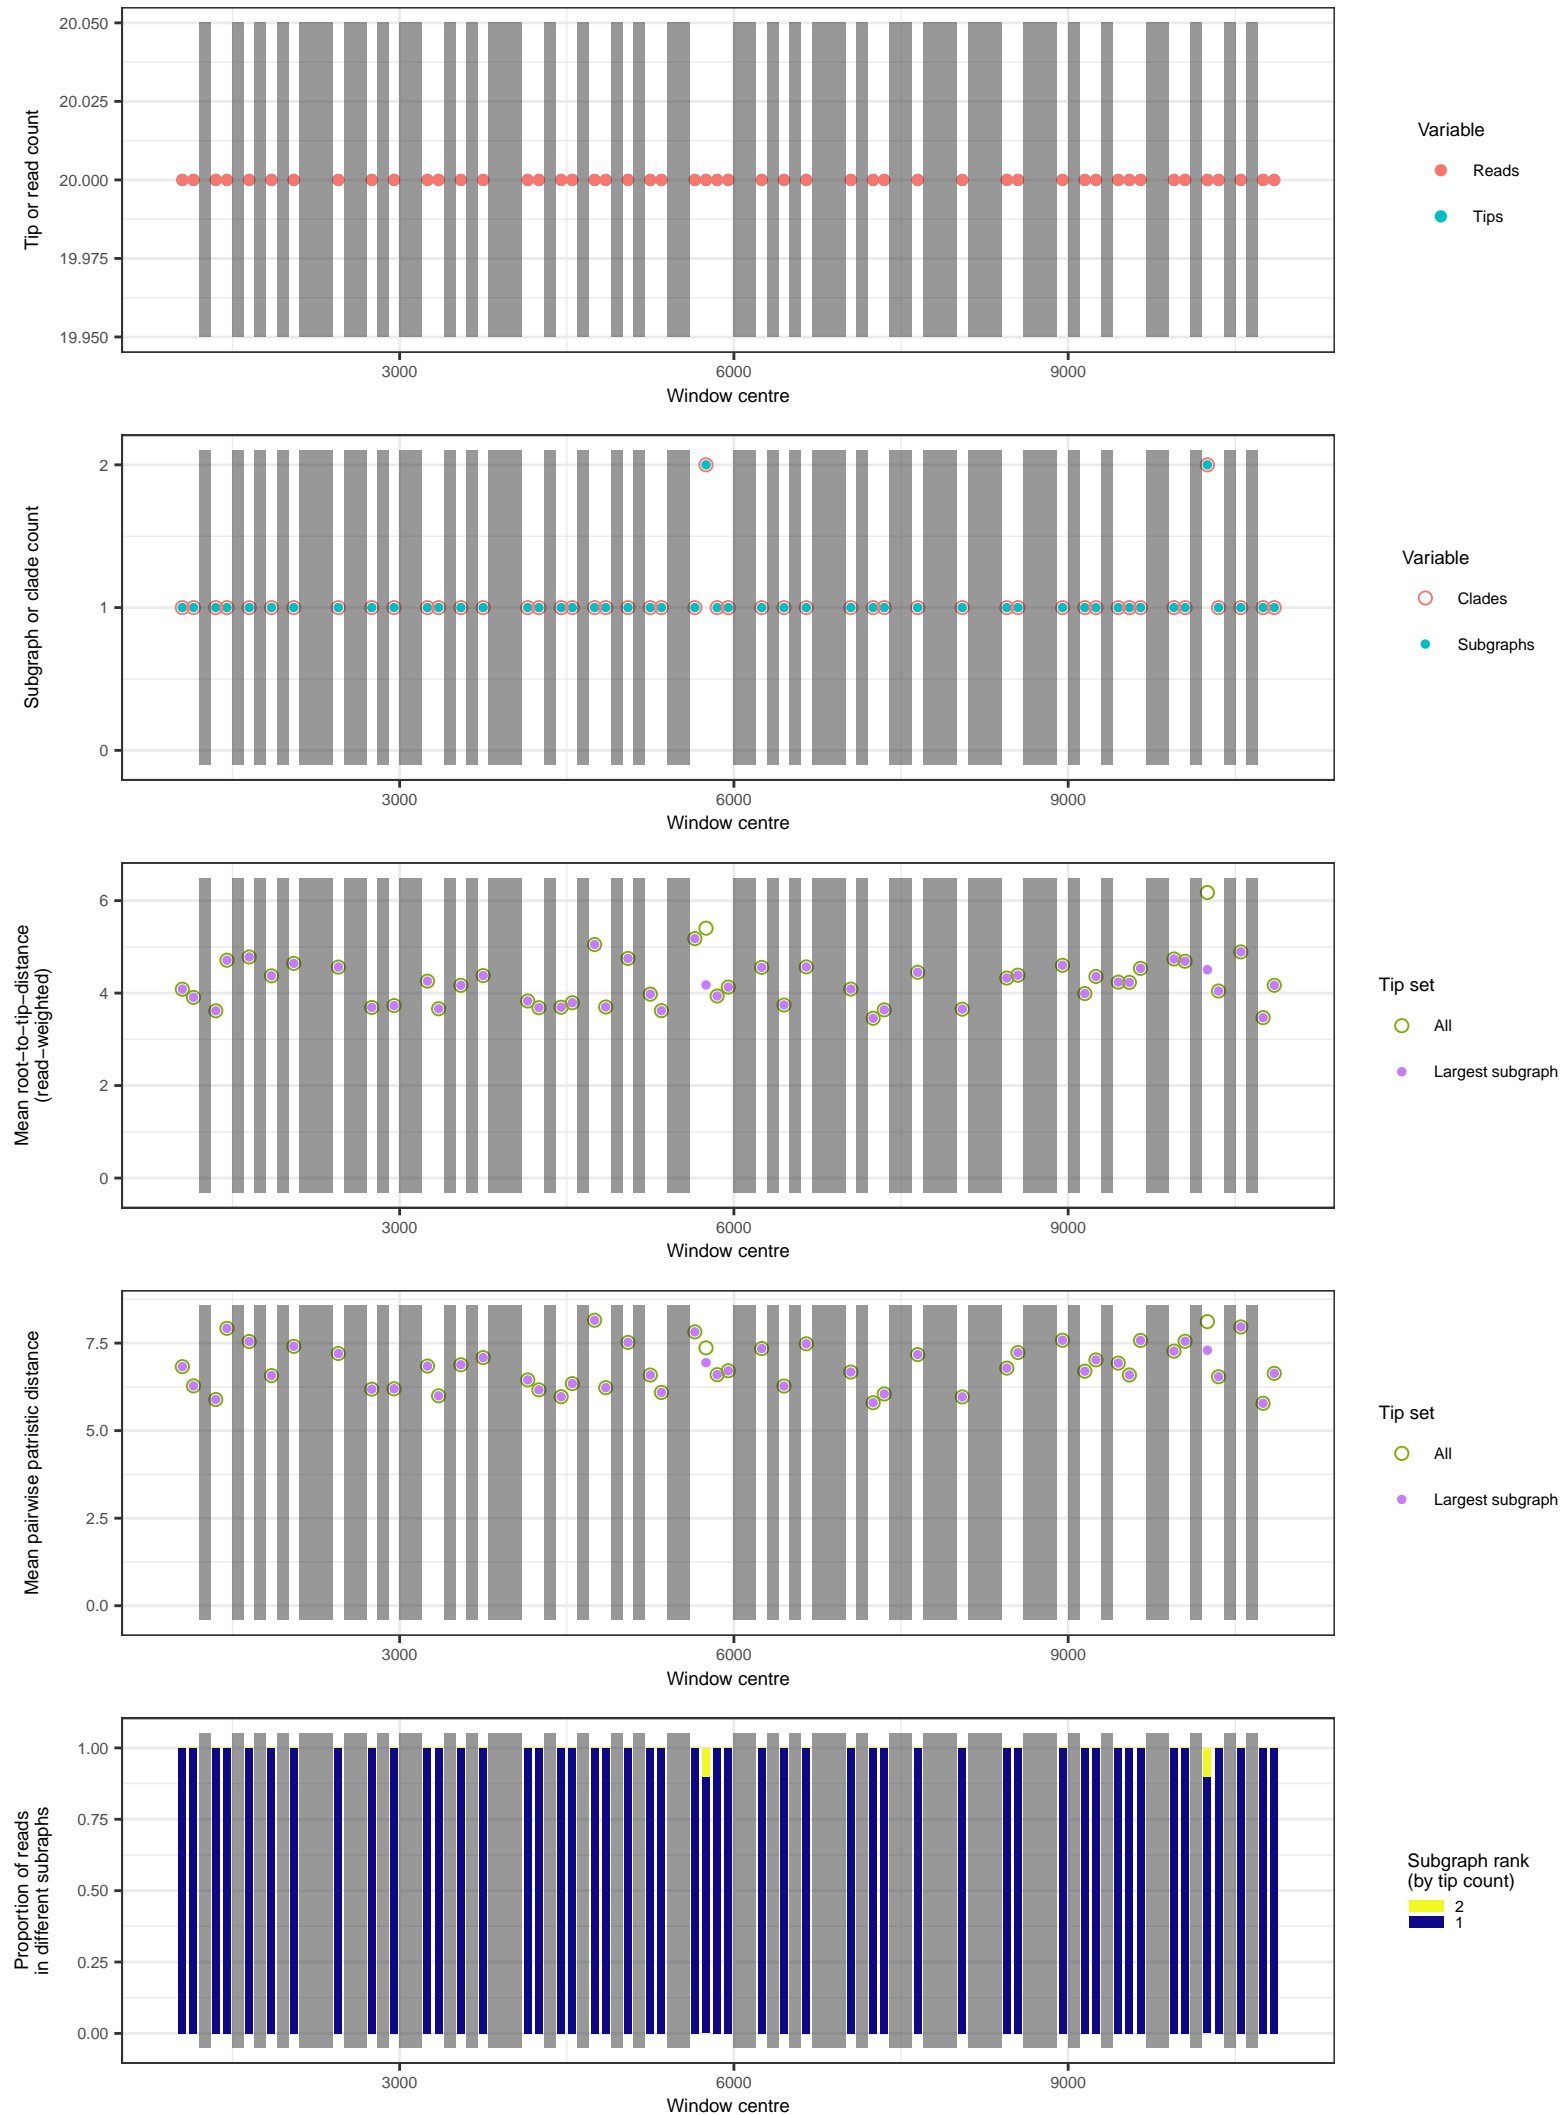 20.050
20.025
20.000
19.975
19.950
Tip or read count
3000
6000
9000
Window centre
Variable
Reads
Tips
2
1
0
Subgraph or clade count
3000
6000
9000
Window centre
Variable
Clades
Subgraphs
6
4
2
0
Mean root−to−tip−distance
(read−weighted)
3000
6000
9000
Window centre
Tip set
All
Largest subgraph
7.5
5.0
2.5
0.0
Mean pairwise patristic distance
3000
6000
9000
Window centre
Tip set
All
Largest subgraph
1.00
0.75
0.50
0.25
0.00
Proportion of reads
in different subraphs
3000
6000
9000
Window centre
Subgraph rank
(by tip count)
2
1